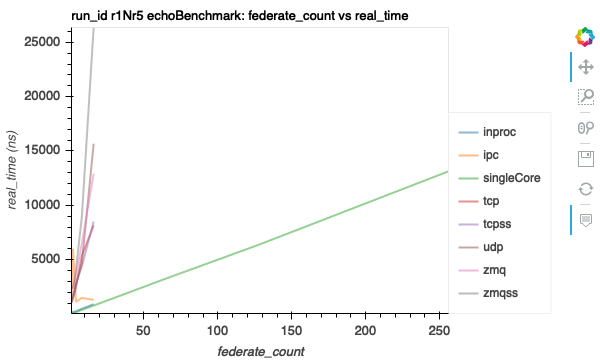 run_id r1Nr5 echoBenchmark: federate_count vs real_time
25000
20000
15000
10000
5000
real_time (ns)
50
100
150
200
250
federate_count
inproc
ipc
singleCore
tcp
tcpss
udp
zmq
zmqss